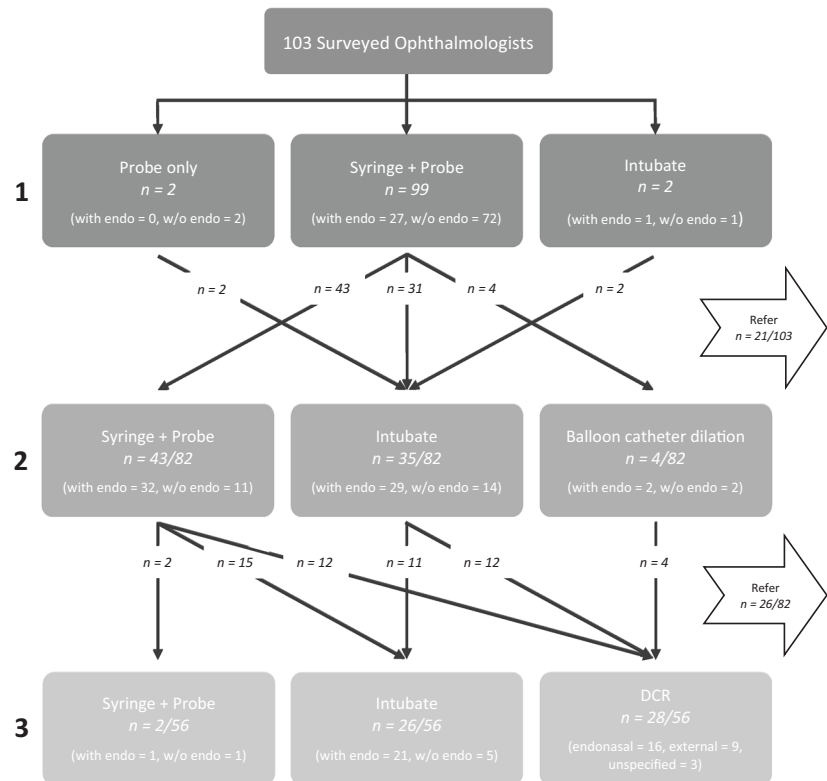 103 Surveyed Ophthalmologists
1
Probe only
n = 2
(with endo = 0, w/o endo = 2)
Syringe + Probe
n = 99
(with endo = 27, w/o endo = 72)
Intubate
n = 2
(with endo = 1, w/o endo = 1)
n = 2
n = 43
n = 31
n = 4
n = 2
Refer
n = 21/103
2
Syringe + Probe
n = 43/82
(with endo = 32, w/o endo = 11)
Intubate
n = 35/82
(with endo = 29, w/o endo = 14)
Balloon catheter dilation
n = 4/82
(with endo = 2, w/o endo = 2)
n = 2
n = 15
n = 12
n = 11
n = 12
n = 4
Refer
n = 26/82
3
Syringe + Probe
n = 2/56
(with endo = 1, w/o endo = 1)
Intubate
n = 26/56
(with endo = 21, w/o endo = 5)
DCR
n = 28/56
(endonasal = 16, external = 9,
unspecified = 3)